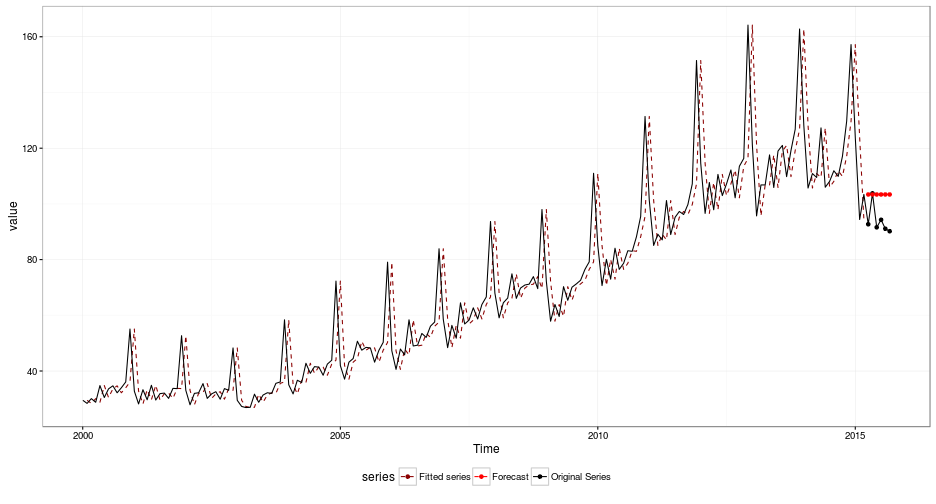 value
160
120
80
40
2000
2005
2010
2015
Time
series
Fitted series
Forecast
Original Series